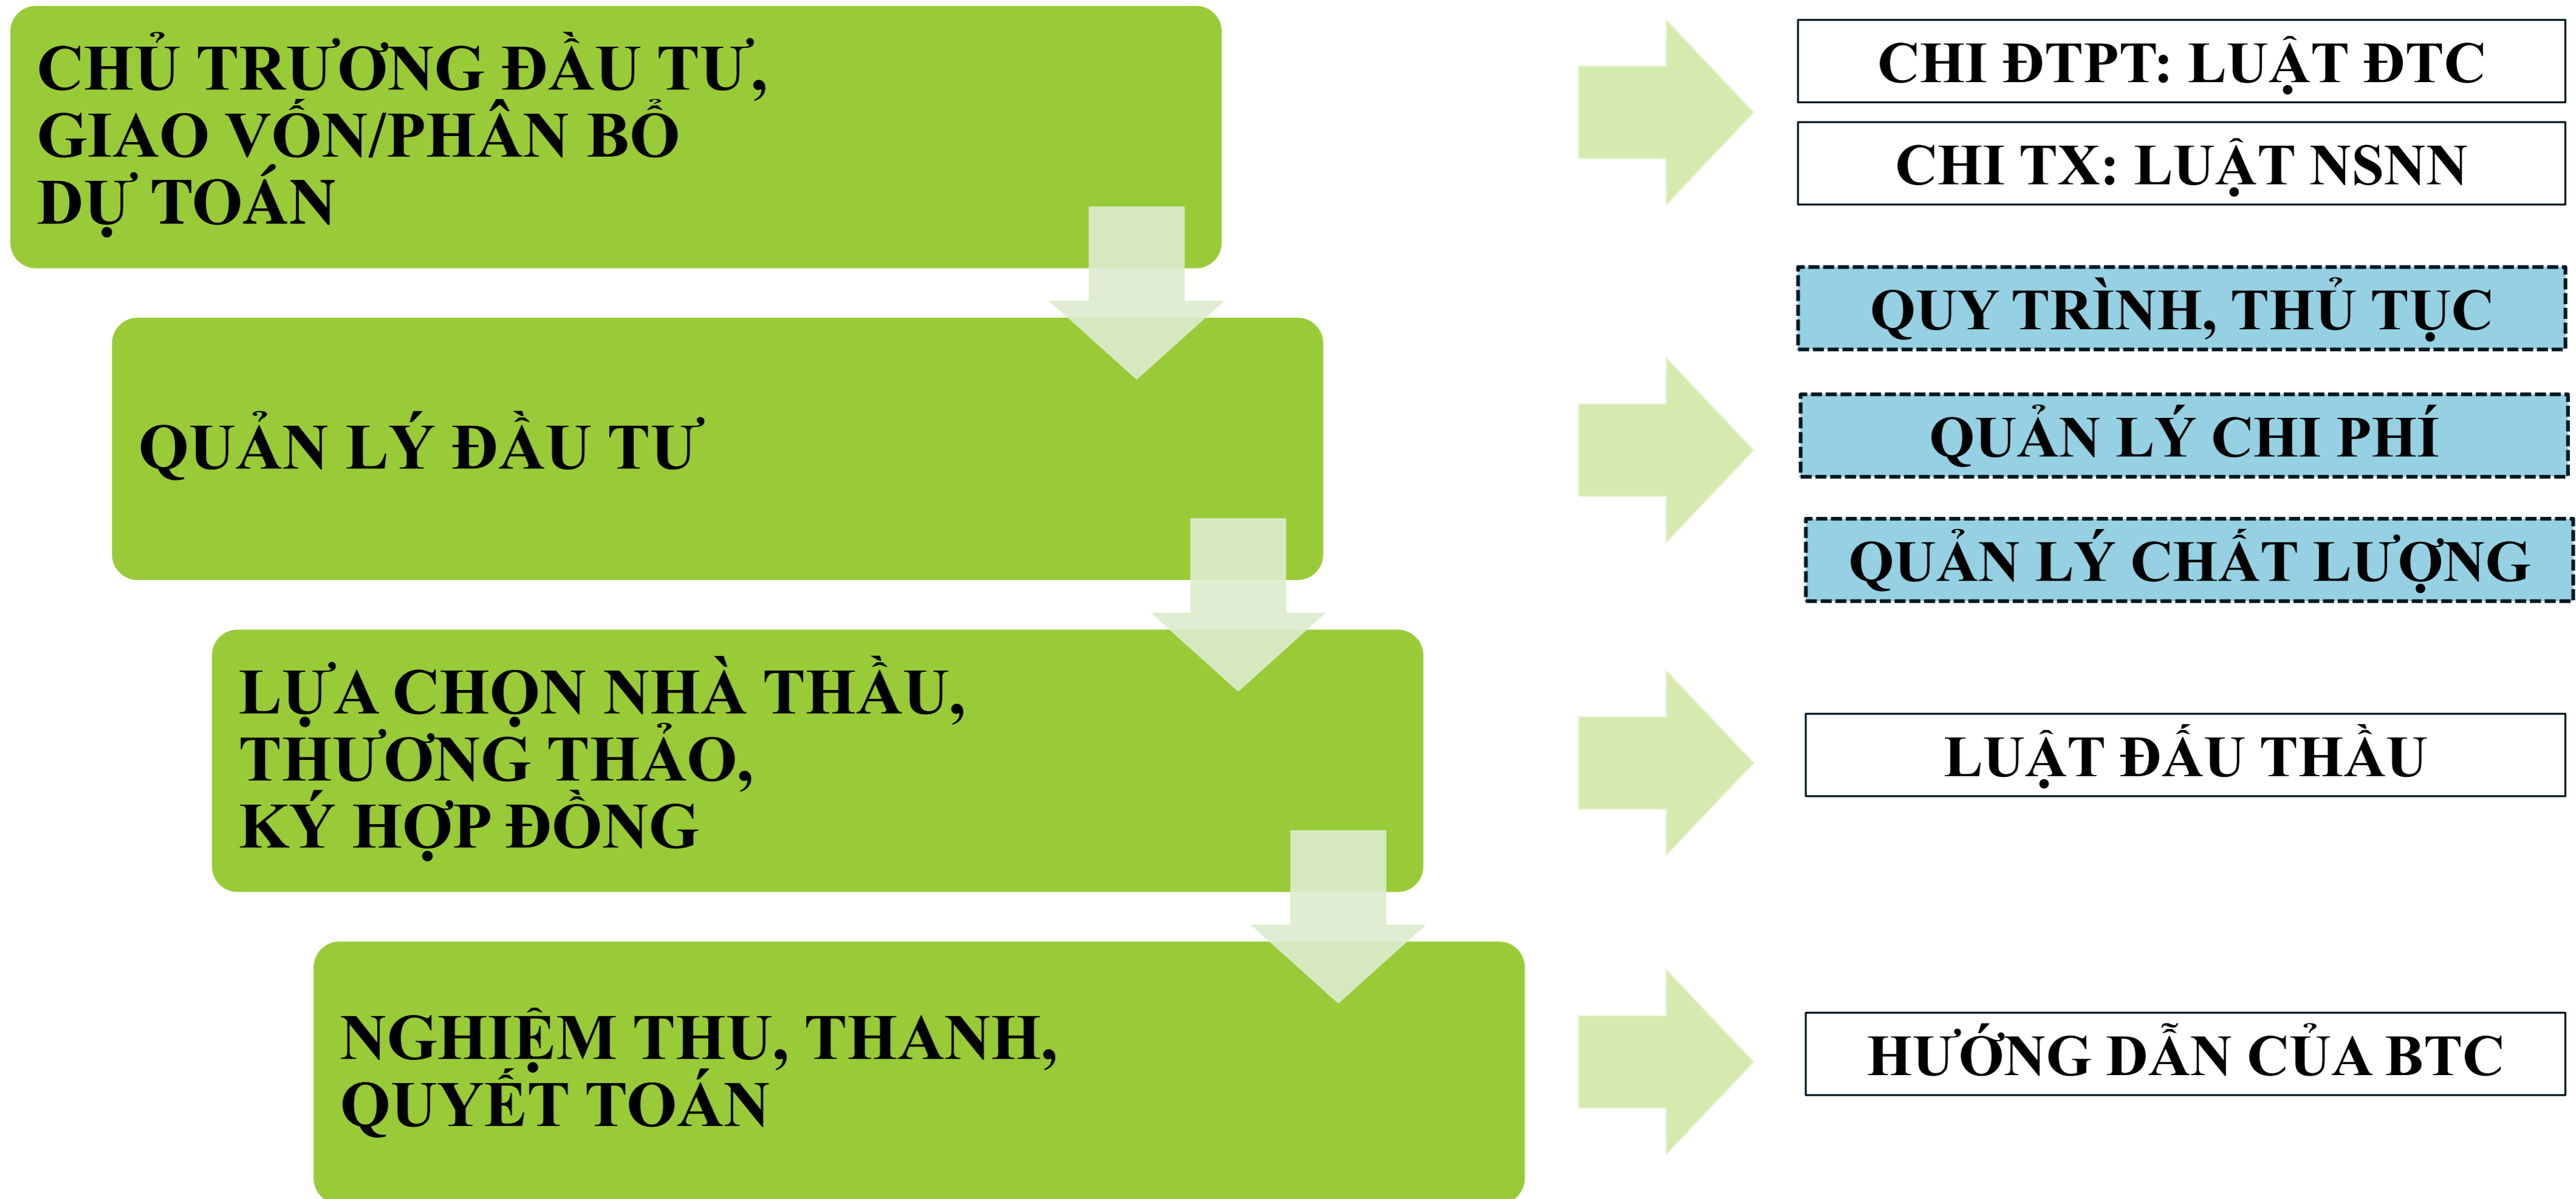 CHỦ TRƯƠNG ĐẦU TƯ,
GIAO VỐN/PHÂN BỔ
DỰ TOÁN
CHI ĐTPT: LUẬT ĐTC
CHI TX: LUẬT NSNN
QUẢN LÝ ĐẦU TƯ
QUY TRÌNH, THỦ TỤC
QUẢN LÝ CHI PHÍ
QUẢN LÝ CHẤT LƯỢNG
LỰA CHỌN NHÀ THẦU,
THƯƠNG THẢO,
KÝ HỢP ĐỒNG
LUẬT ĐẤU THẦU
NGHIỆM THU, THANH,
QUYẾT TOÁN
HƯỚNG DẪN CỦA BTC